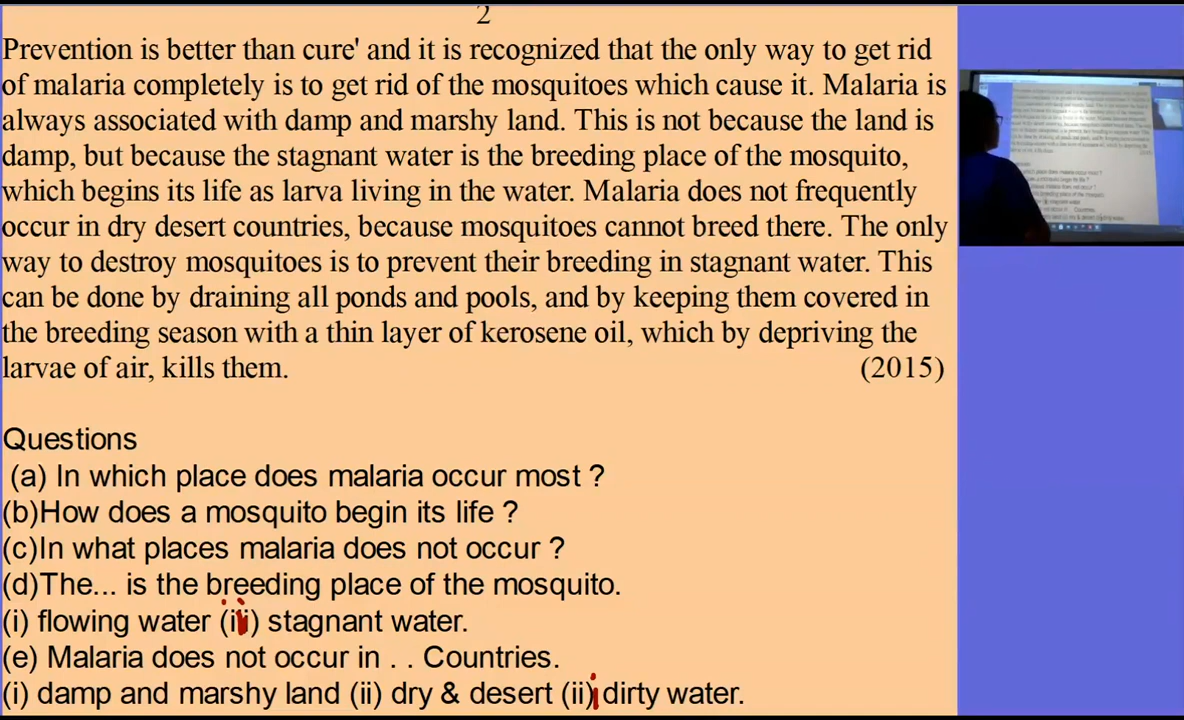 2
Prevention is better than cure' and it is recognized that the only way to get rid
of malaria completely is to get rid of the mosquitoes which cause it. Malaria is
always associated with damp and marshy land. This is not because the land is
damp, but because the stagnant water is the breeding place of the mosquito,
which begins its life as larva living in the water. Malaria does not frequently
occur in dry desert countries, because mosquitoes cannot breed there. The only
way to destroy mosquitoes is to prevent their breeding in stagnant water. This
can be done by draining all ponds and pools, and by keeping them covered in
the breeding season with a thin layer of kerosene oil, which by depriving the
larvae of air, kills them. (2015)
Questions
(a) In which place does malaria occur most ?
(b)How does a mosquito begin its life ?
(c)In what places malaria does not occur ?
(d)The... is the breeding place of the mosquito.
(i) flowing water (ii) stagnant water.
(e) Malaria does not occur in . . Countries.
(i) damp and marshy land (ii) dry & desert (ii)i dirty water.